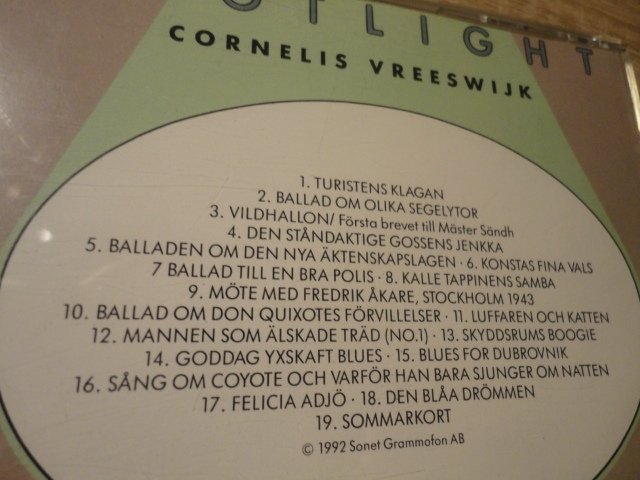 OTLIGHT
CORNELIS VREESWIJK
1. TURISTENS KLAGAN
2. BALLAD OM OLIKA SEGELYTOR
3. VILDHALLON/ Första brevet till Mäster Sändh
4. DEN STÅNDAKTIGE GOSSENS JENKKA
5. BALLADEN OM DEN NYA ÄKTENSKAPSLAGEN · 6. KONSTAS FINA VALS
7 BALLAD TILL EN BRA POLIS · 8. KALLE TAPPINENS SAMBA
9. MÖTE MED FREDRIK ÅKARE, STOCKHOLM 1943
10. BALLAD OM DON QUIXOTES FÖRVILLELSER · 11. LUFFAREN OCH KATTEN
12. MANNEN SOM ÄLSKADE TRÄD (NO.1) · 13. SKYDDSRUMS BOOGIE
14. GODDAG YXSKAFT BLUES · 15. BLUES FOR DUBROVNIK
16. SÅNG OM COYOTE OCH VARFÖR HAN BARA SJUNGER OM NATTEN
17. FELICIA ADJÖ · 18. DEN BLÅA DRÖMMEN
19. SOMMARKORT
© 1992 Sonet Grammofon AB